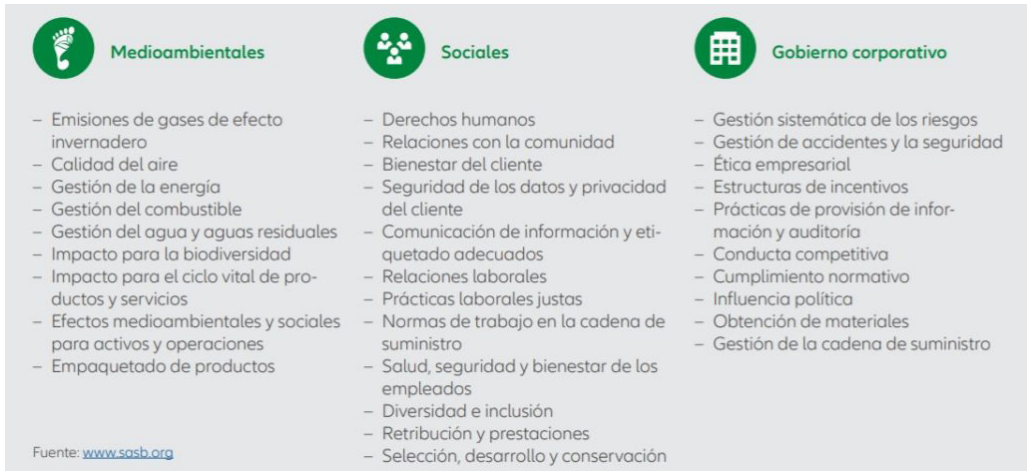 Medioambientales
– Emisiones de gases de efecto
invernadero
– Calidad del aire
– Gestión de la energía
– Gestión del combustible
– Gestión del agua y aguas residuales
– Impacto para la biodiversidad
– Impacto para el ciclo vital de pro-
ductos y servicios
– Efectos medioambientales y sociales
para activos y operaciones
– Empaquetado de productos
Fuente: www.sasb.org
Sociales
– Derechos humanos
– Relaciones con la comunidad
– Bienestar del cliente
– Seguridad de los datos y privacidad
del cliente
– Comunicación de información y eti-
quetado adecuados
– Relaciones laborales
– Prácticas laborales justas
– Normas de trabajo en la cadena de
suministro
– Salud, seguridad y bienestar de los
empleados
– Diversidad e inclusión
– Retribución y prestaciones
– Selección, desarrollo y conservación
Gobierno corporativo
– Gestión sistemática de los riesgos
– Gestión de accidentes y la seguridad
– Ética empresarial
– Estructuras de incentivos
– Prácticas de provisión de infor-
mación y auditoría
– Conducta competitiva
– Cumplimiento normativo
– Influencia política
– Obtención de materiales
– Gestión de la cadena de suministro